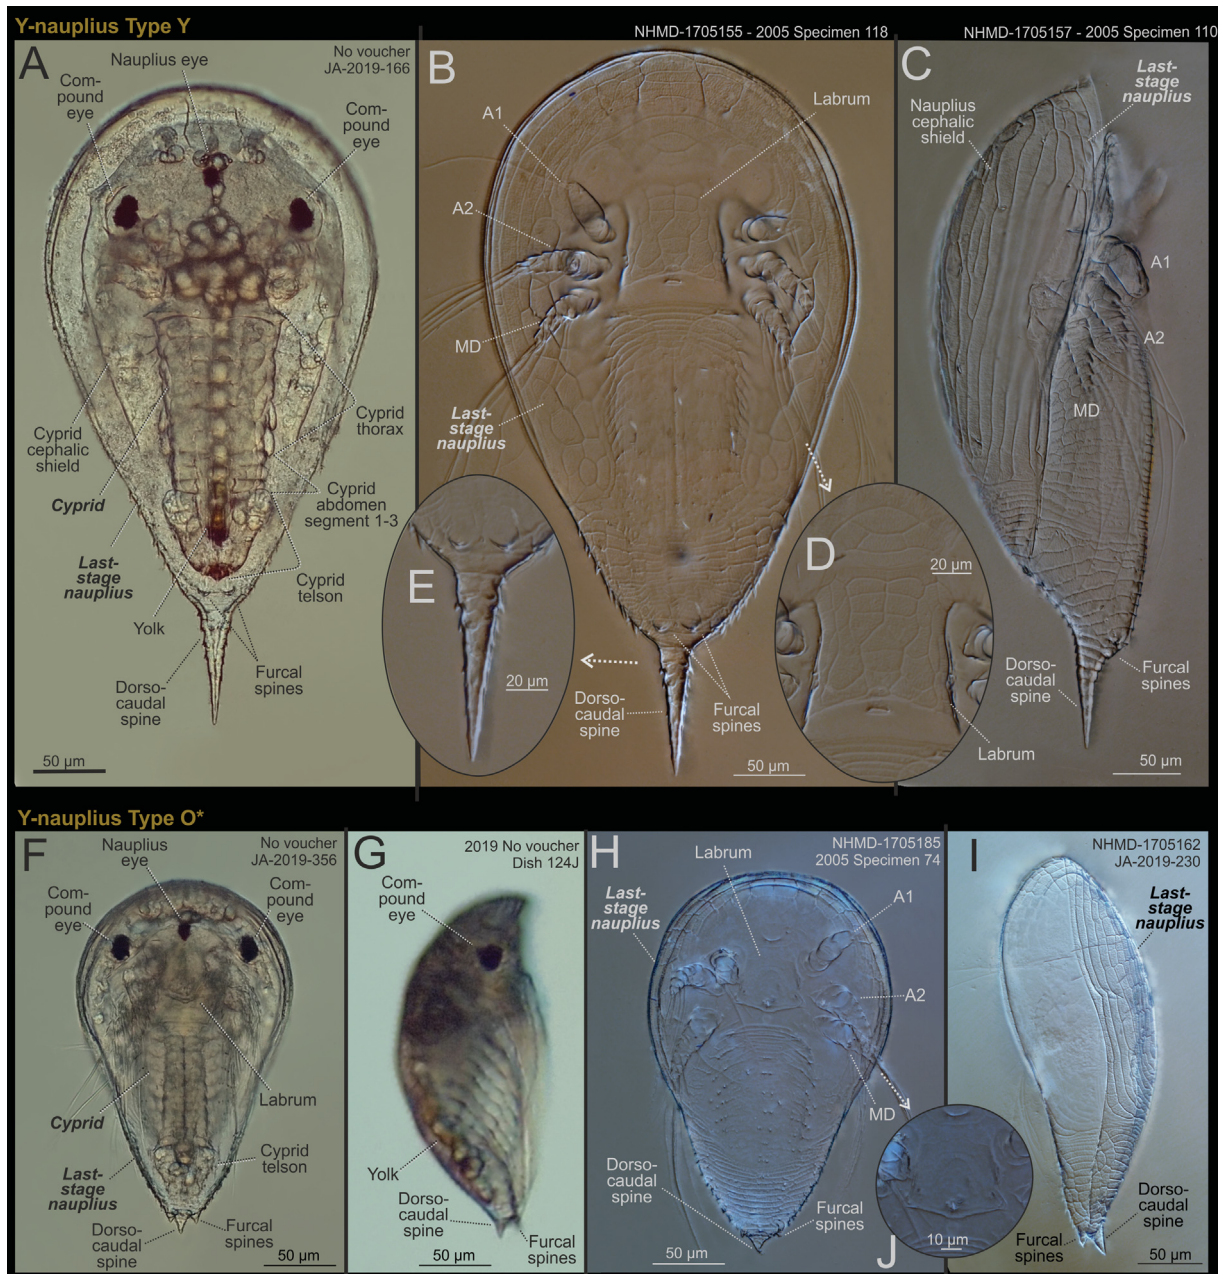 Y-nauplius Type Y
A
No voucher
JA-2019-166
Nauplius eye
Com-
pound
eye
Com-
pound
eye
Cyprid
cephalic
shield
Cyprid
Last-
stage
nauplius
Yolk
Dorso-
caudal
spine
Cyprid
thorax
Cyprid
abdomen
segment 1-3
Cyprid
telson
Furcal
spines
50 µm
NHMD-1705155 - 2005 Specimen 118
B
A1
Labrum
A2
MD
Last-
stage
nauplius
Dorso-
caudal
spine
Furcal
spines
50 µm
E
20 µm
D
20 µm
Labrum
NHMD-1705157 - 2005 Specimen 110
C
Last-
stage
nauplius
Nauplius
cephalic
shield
A1
A2
MD
Dorso-
caudal
spine
Furcal
spines
50 µm
Y-nauplius Type O*
F
No voucher
JA-2019-356
Nauplius
eye
Com-
pound
eye
Com-
pound
eye
Labrum
Cyprid
Cyprid
telson
Last-
stage
nauplius
Dorso-
caudal
spine
Furcal
spines
50 µm
G
2019 No voucher
Dish 124J
Com-
pound
eye
Yolk
Dorso-
caudal
spine
Furcal
spines
50 µm
H
NHMD-1705185
2005 Specimen 74
Labrum
Last-
stage
nauplius
A1
A2
MD
Dorso-
caudal
spine
Furcal
spines
50 µm
J
10 µm
I
NHMD-1705162
JA-2019-230
Last-
stage
nauplius
Dorso-
caudal
spine
Furcal
spines
50 µm